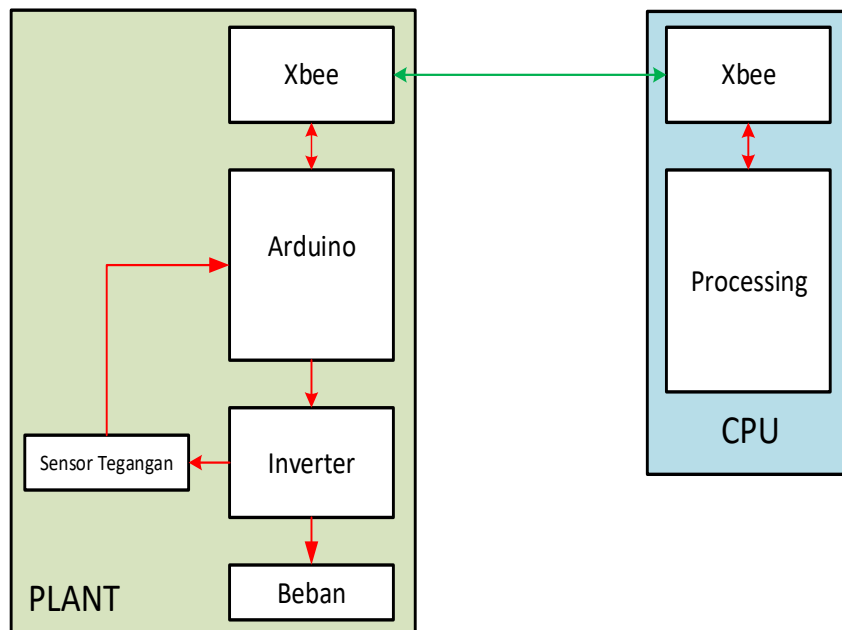 Xbee
Xbee
Arduino
Processing
Sensor Tegangan
Inverter
CPU
Beban
PLANT